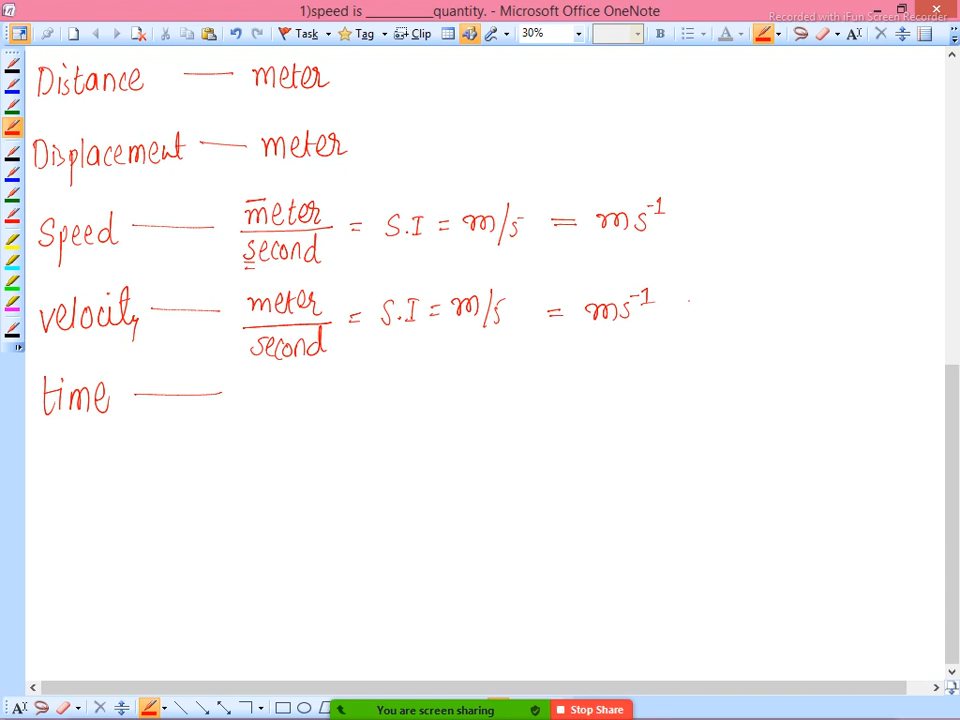 1)speed is _________quantity. - Microsoft Office OneNote
Recorded with iFun Screen Recorder
Task Tag Clip 30% B A A
Distance — meter
Displacement — meter
Speed — meter/second = S.I = m/s = ms⁻¹
velocity — meter/second = S.I = m/s = ms⁻¹
time —
You are screen sharing Stop Share